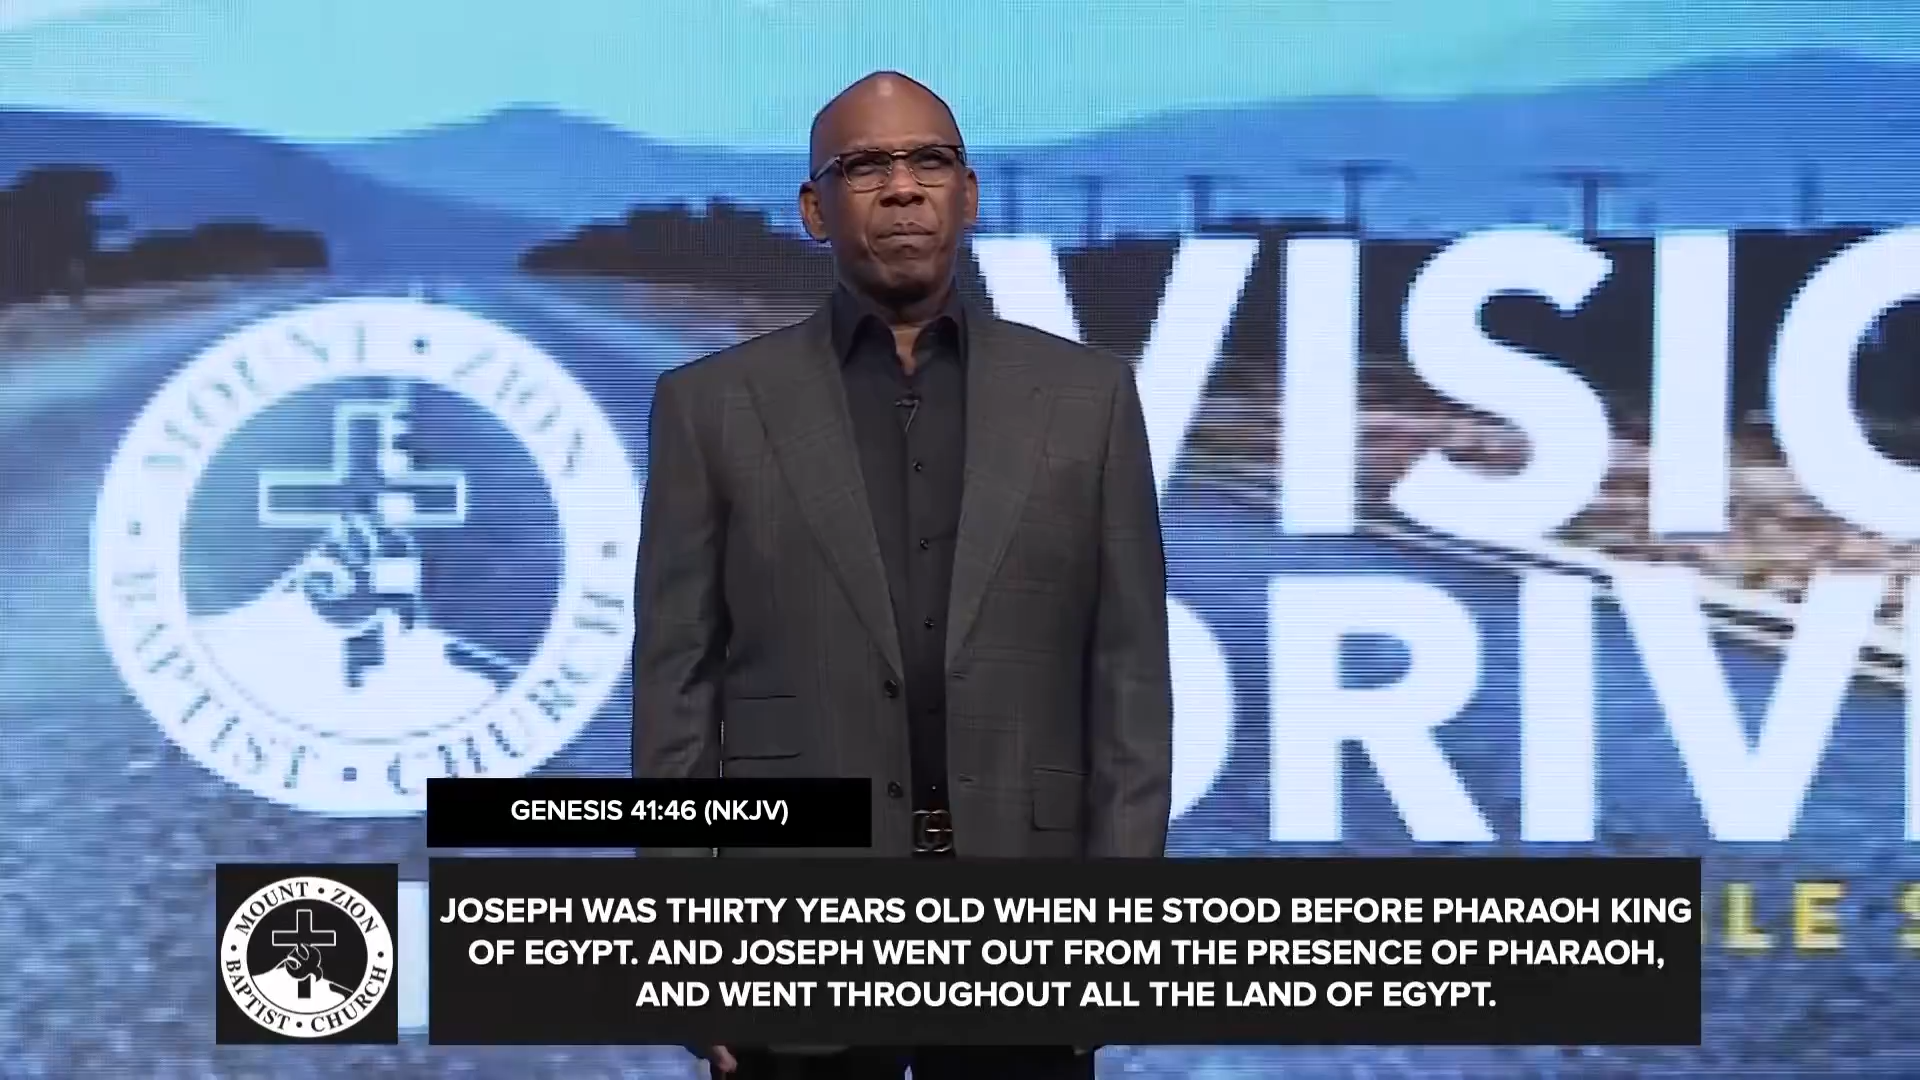 MOUNT · ZION
BAPTIST · CHURCH
VISIO
DRIV
GENESIS 41:46 (NKJV)
MOUNT · ZION
BAPTIST · CHURCH
JOSEPH WAS THIRTY YEARS OLD WHEN HE STOOD BEFORE PHARAOH KING
OF EGYPT. AND JOSEPH WENT OUT FROM THE PRESENCE OF PHARAOH,
AND WENT THROUGHOUT ALL THE LAND OF EGYPT.